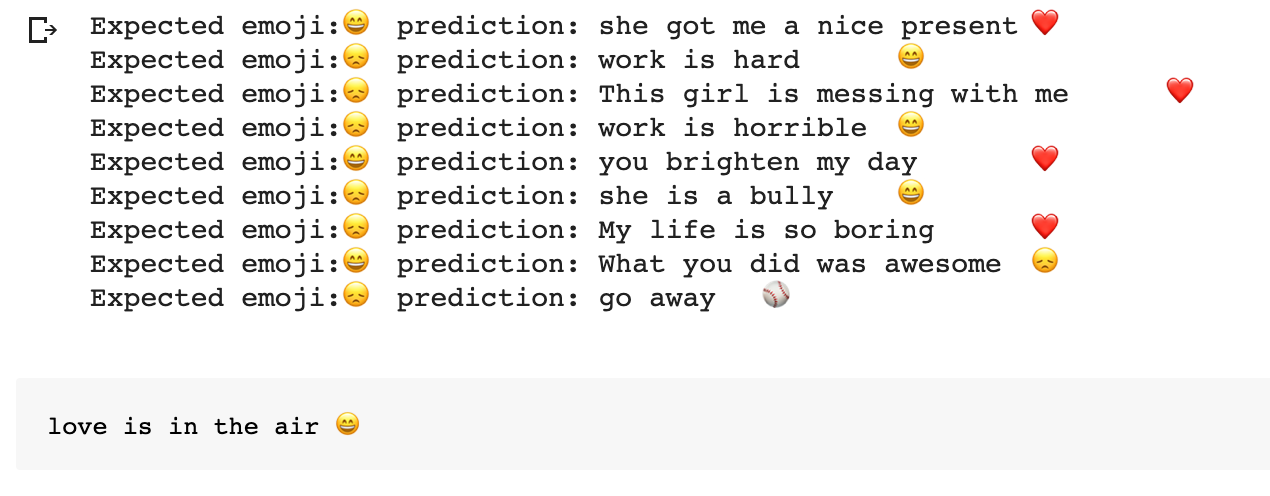 Expected emoji:😄 prediction: she got me a nice present ❤️
Expected emoji:😞 prediction: work is hard 😄
Expected emoji:😞 prediction: This girl is messing with me ❤️
Expected emoji:😞 prediction: work is horrible 😄
Expected emoji:😄 prediction: you brighten my day ❤️
Expected emoji:😞 prediction: she is a bully 😄
Expected emoji:😞 prediction: My life is so boring ❤️
Expected emoji:😄 prediction: What you did was awesome 😞
Expected emoji:😞 prediction: go away ⚾
love is in the air 😄